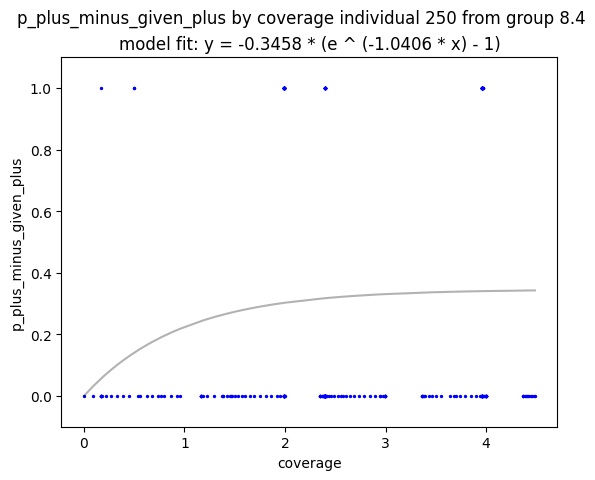 p_plus_minus_given_plus by coverage individual 250 from group 8.4
model fit: y = -0.3458 * (e ^ (-1.0406 * x) - 1)
1.0
0.8
0.6
0.4
0.2
0.0
p_plus_minus_given_plus
0 1 2 3 4
coverage